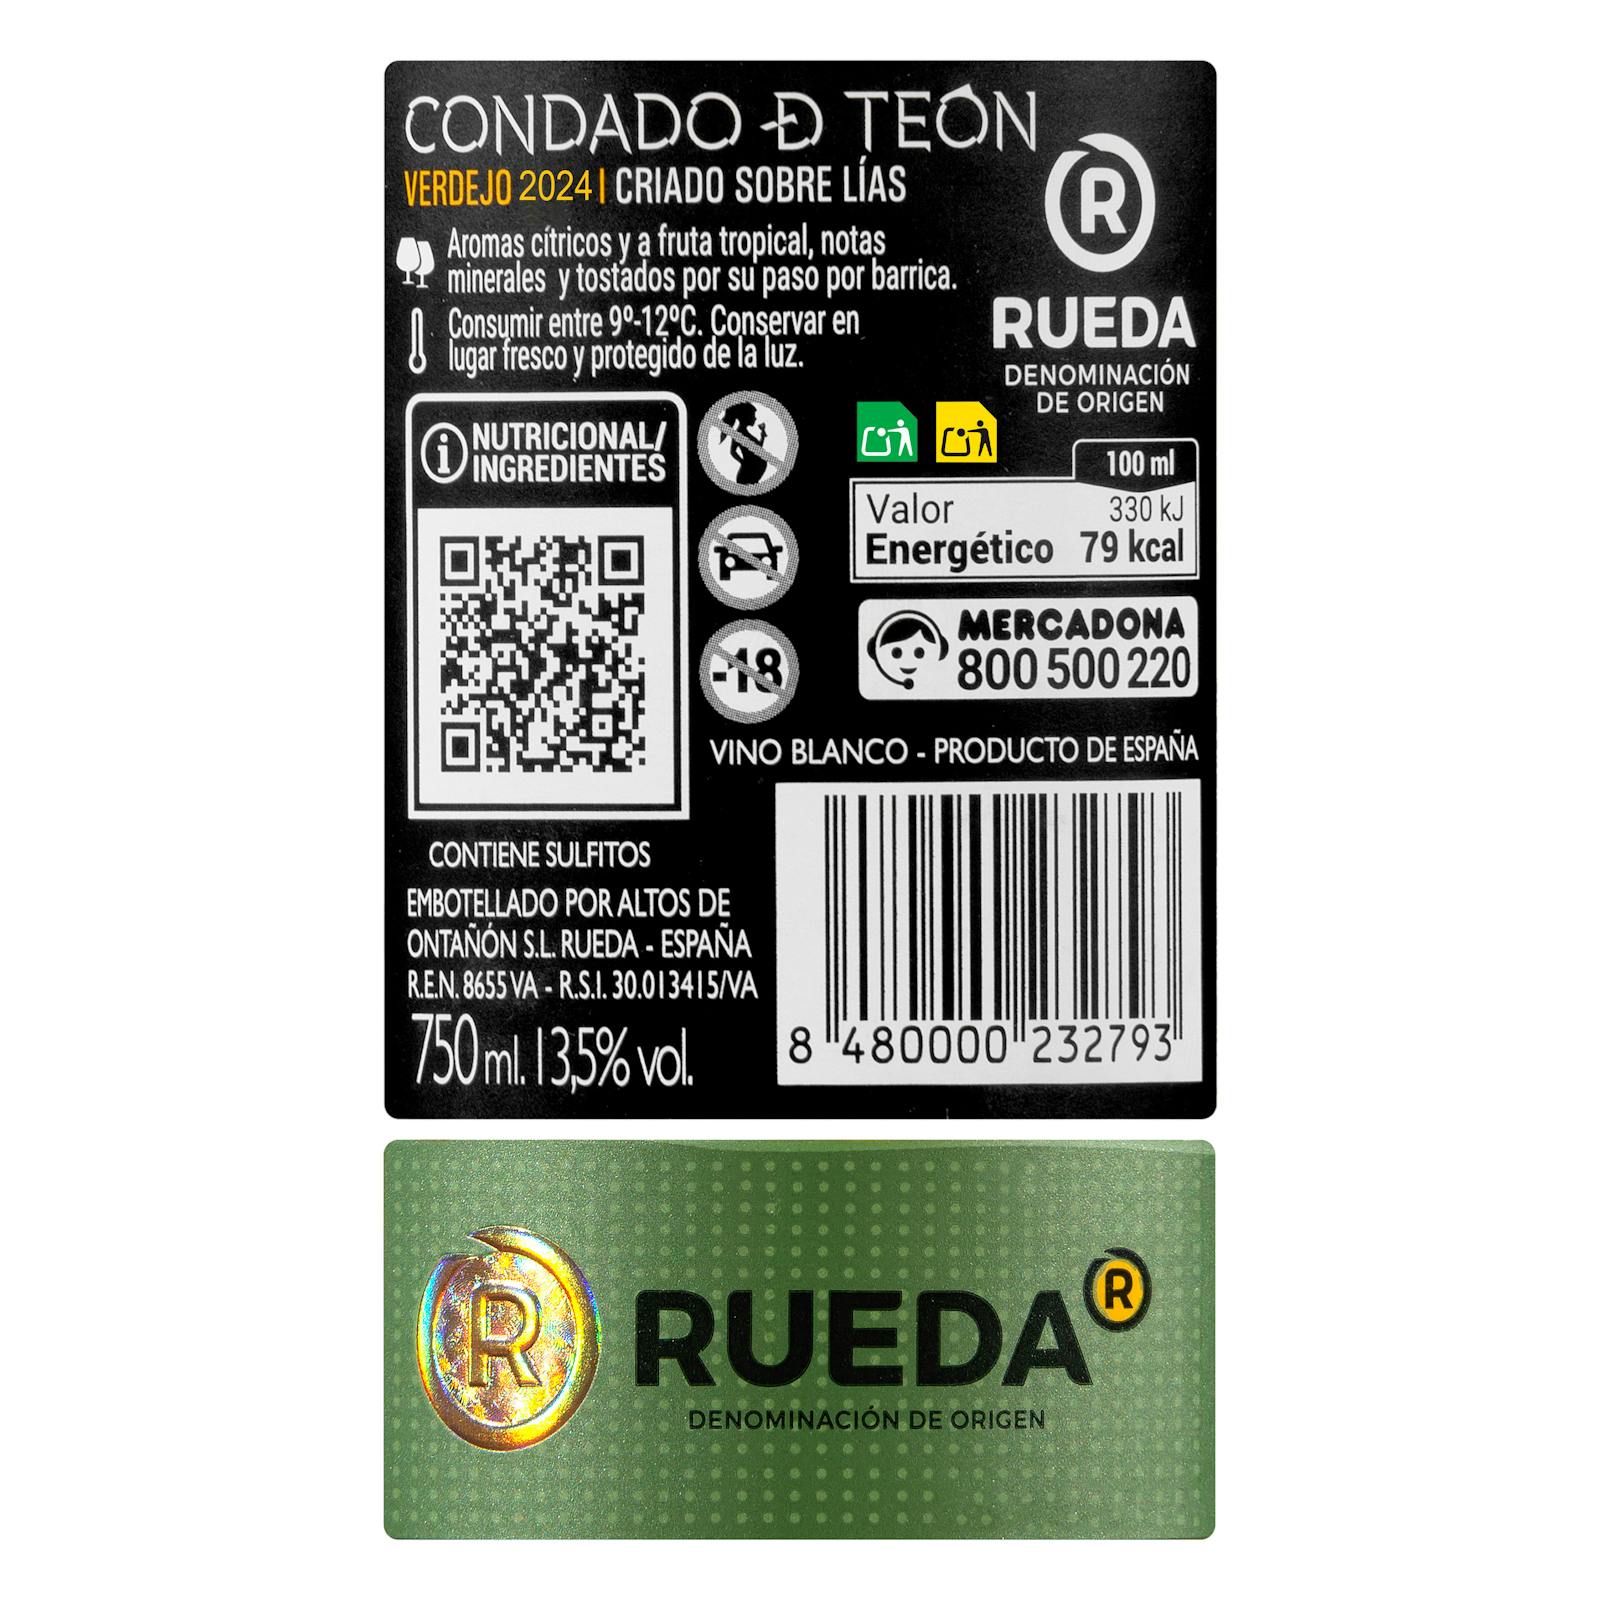 CONDADO Ð TEÓN
VERDEJO 2024 | CRIADO SOBRE LÍAS
Aromas cítricos y a fruta tropical, notas
minerales y tostados por su paso por barrica.
Consumir entre 9º-12ºC. Conservar en
lugar fresco y protegido de la luz.
R
RUEDA
DENOMINACIÓN
DE ORIGEN
i NUTRICIONAL/
INGREDIENTES
-18
100 ml
Valor 330 kJ
Energético 79 kcal
MERCADONA
800 500 220
VINO BLANCO - PRODUCTO DE ESPAÑA
CONTIENE SULFITOS
EMBOTELLADO POR ALTOS DE
ONTAÑÓN S.L. RUEDA - ESPAÑA
R.E.N. 8655 VA - R.S.I. 30.013415/VA
750 ml. 13,5% vol.
8 480000 232793
R
RUEDA R
DENOMINACIÓN DE ORIGEN